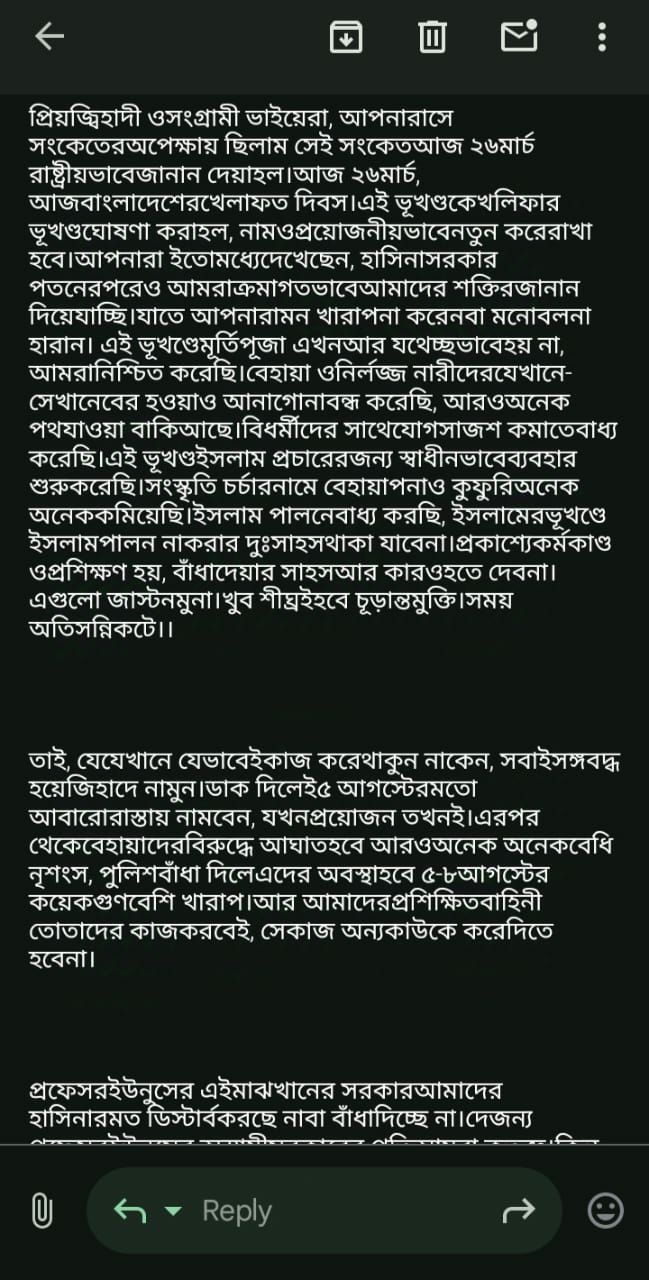 প্রিয়জ্বিহাদী ওসংগ্রামী ভাইয়েরা, আপনারাসে
সংকেতেরঅপেক্ষায় ছিলাম সেই সংকেতআজ ২৬মার্চ
রাষ্ট্রীয়ভাবেজানান দেয়াহল।আজ ২৬মার্চ,
আজবাংলাদেশেরখেলাফত দিবস।এই ভূখণ্ডকেখলিফার
ভূখণ্ডঘোষণা করাহল, নামওপ্রয়োজনীয়ভাবেনতুন করেরাখা
হবে।আপনারা ইতোমধ্যেদেখেছেন, হাসিনাসরকার
পতনেরপরেও আমরাক্রমাগতভাবেআমাদের শক্তিরজানান
দিয়েযাচ্ছি।যাতে আপনারামন খারাপনা করেনবা মনোবলনা
হারান। এই ভূখণ্ডেমূর্তিপূজা এখনআর যথেচ্ছভাবেহয় না,
আমরানিশ্চিত করেছি।বেহায়া ওনির্লজ্জ নারীদেরযেখানে-
সেখানেবের হওয়াও আনাগোনাবন্ধ করেছি, আরওঅনেক
পথযাওয়া বাকিআছে।বিধর্মীদের সাথেযোগসাজশ কমাতেবাধ্য
করেছি।এই ভূখণ্ডইসলাম প্রচারেরজন্য স্বাধীনভাবেব্যবহার
শুরুকরেছি।সংস্কৃতি চর্চারনামে বেহায়াপনাও কুফুরিঅনেক
অনেককমিয়েছি।ইসলাম পালনেবাধ্য করছি, ইসলামেরভূখণ্ডে
ইসলামপালন নাকরার দুঃসাহসথাকা যাবেনা।প্রকাশ্যেকর্মকাণ্ড
ওপ্রশিক্ষণ হয়, বাঁধাদেয়ার সাহসআর কারওহতে দেবনা।
এগুলো জাস্টনমুনা।খুব শীঘ্রইহবে চূড়ান্তমুক্তি।সময়
অতিসন্নিকটে।।
তাই, যেযেখানে যেভাবেইকাজ করেথাকুন নাকেন, সবাইসঙ্গবদ্ধ
হয়েজিহাদে নামুন।ডাক দিলেই৫ আগস্টেরমতো
আবারোরাস্তায় নামবেন, যখনপ্রয়োজন তখনই।এরপর
থেকেবেহায়াদেরবিরুদ্ধে আঘাতহবে আরওঅনেক অনেকবেধি
নৃশংস, পুলিশবাঁধা দিলেএদের অবস্থাহবে ৫-৮আগস্টের
কয়েকগুণবেশি খারাপ।আর আমাদেরপ্রশিক্ষিতবাহিনী
তোতাদের কাজকরবেই, সেকাজ অন্যকাউকে করেদিতে
হবেনা।
প্রফেসরইউনুসের এইমাঝখানের সরকারআমাদের
হাসিনারমত ডিস্টার্বকরছে নাবা বাঁধাদিচ্ছে না।দেজন্য
Reply